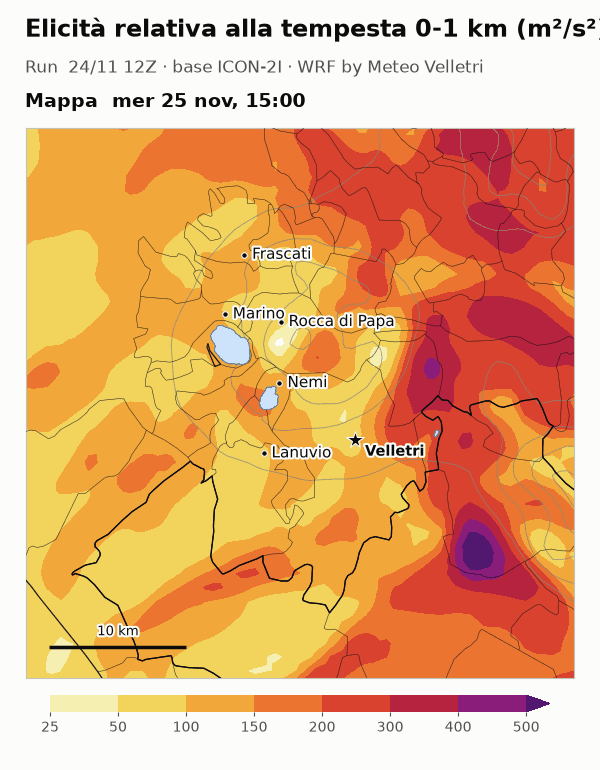 Elicità relativa alla tempesta 0-1 km (m²/s²)
Run  24/11 12Z · base ICON-2I · WRF by Meteo Velletri
Mappa  mer 25 nov, 15:00
Frascati
Marino
Rocca di Papa
Nemi
Velletri
Lanuvio
10 km
25 50 100 150 200 300 400 500